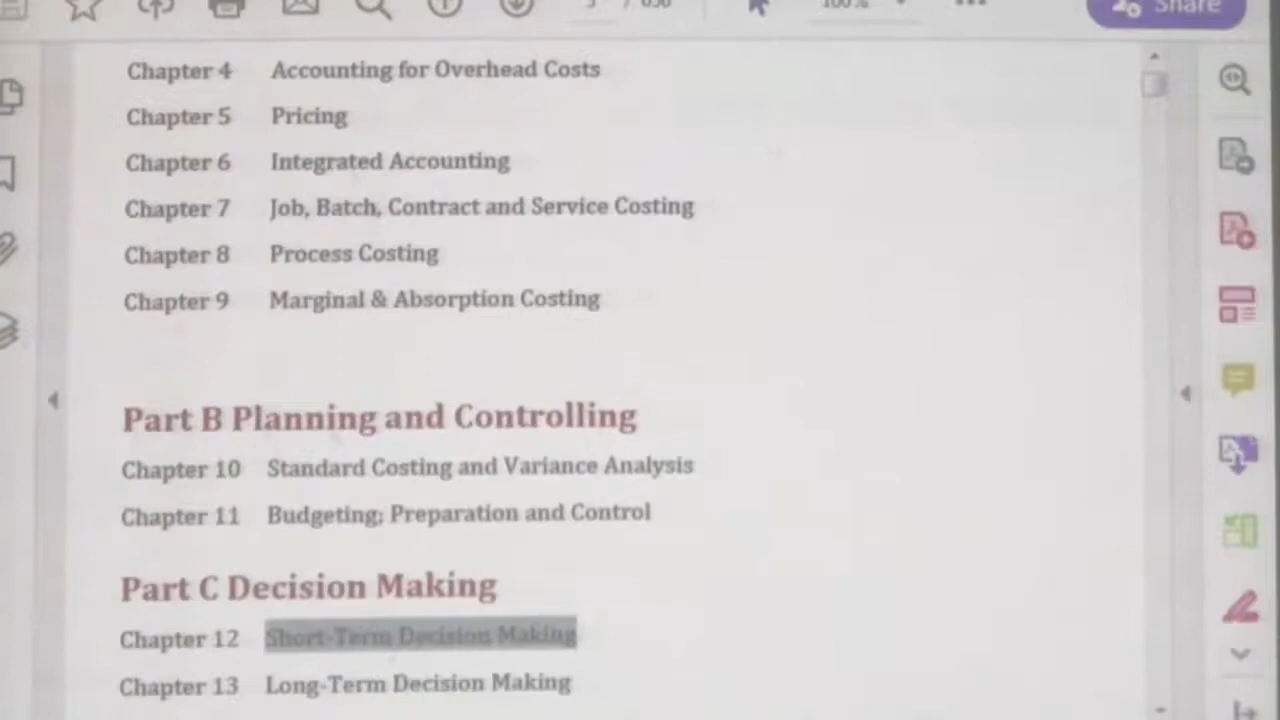 Share
Chapter 4 Accounting for Overhead Costs
Chapter 5 Pricing
Chapter 6 Integrated Accounting
Chapter 7 Job, Batch, Contract and Service Costing
Chapter 8 Process Costing
Chapter 9 Marginal & Absorption Costing
Part B Planning and Controlling
Chapter 10 Standard Costing and Variance Analysis
Chapter 11 Budgeting; Preparation and Control
Part C Decision Making
Chapter 12 Short-Term Decision Making
Chapter 13 Long-Term Decision Making